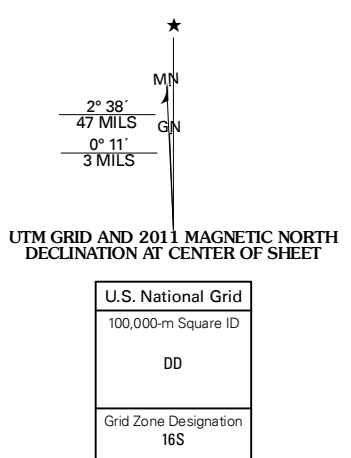 ★
MN
2° 38´
47 MILS
GN
0° 11´
3 MILS
UTM GRID AND 2011 MAGNETIC NORTH
DECLINATION AT CENTER OF SHEET
U.S. National Grid
100,000-m Square ID
DD
Grid Zone Designation
16S